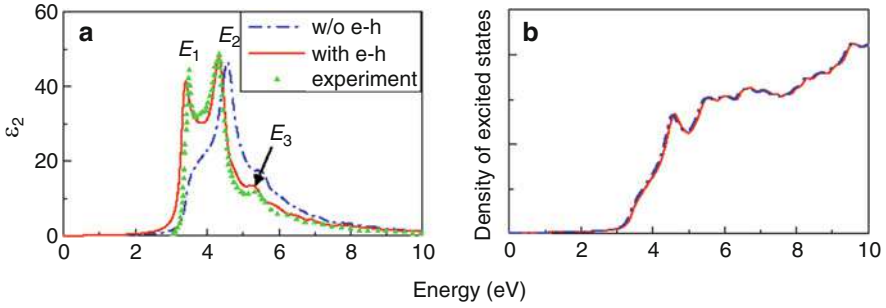 60
40
20
0
ε₂
a
E₁
E₂
E₃
w/o e-h
with e-h
experiment
0 2 4 6 8 10
b
Density of excited states
0 2 4 6 8 10
Energy (eV)